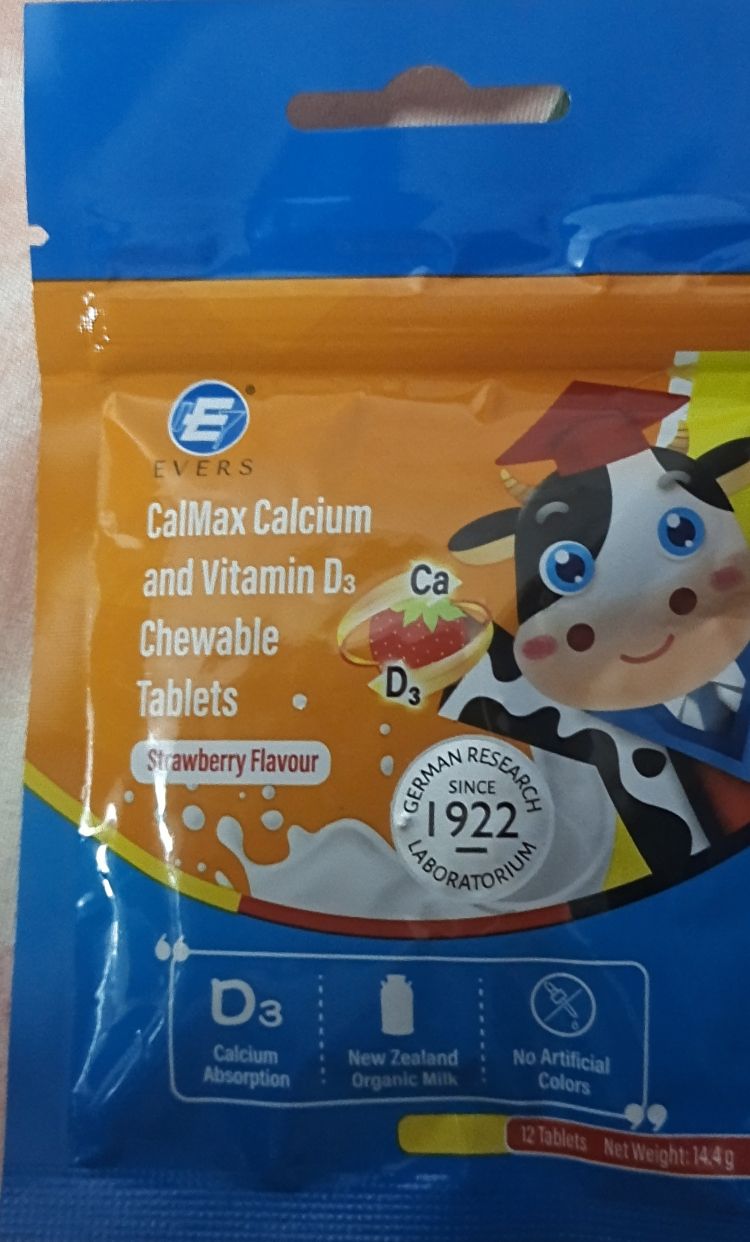 EVERS
CalMax Calcium
and Vitamin D₃
Chewable
Tablets
Strawberry Flavour
Ca
D₃
GERMAN RESEARCH
SINCE
1922
LABORATORIUM
D₃
Calcium
Absorption
New Zealand
Organic Milk
No Artificial
Colors
12 Tablets Net Weight: 14.4 g